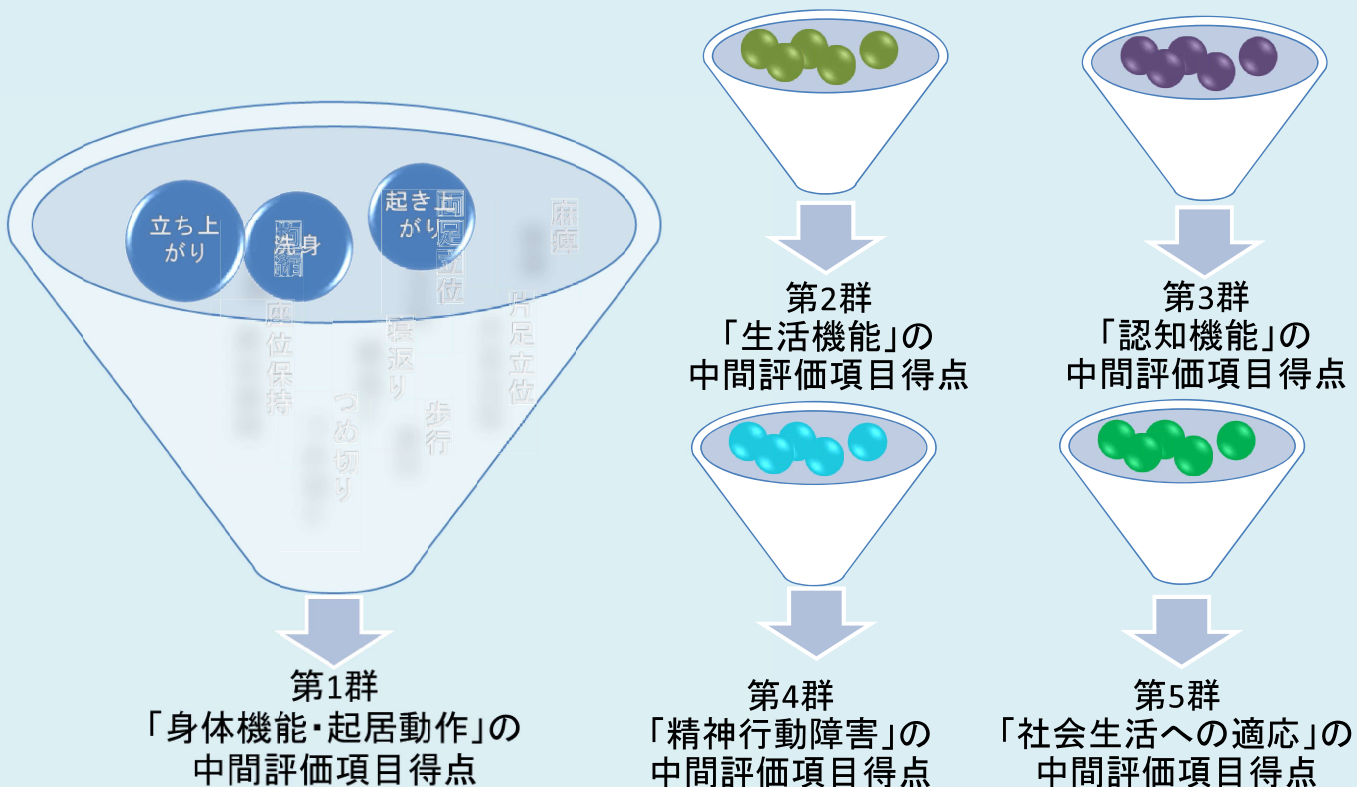 立ち上
がり
洗身
拘縮
起き上
がり
両足立位
麻痺
座位保持
寝返り
片足立位
つめ切り
歩行
第1群
「身体機能・起居動作」の
中間評価項目得点
第2群
「生活機能」の
中間評価項目得点
第3群
「認知機能」の
中間評価項目得点
第4群
「精神行動障害」の
中間評価項目得点
第5群
「社会生活への適応」の
中間評価項目得点